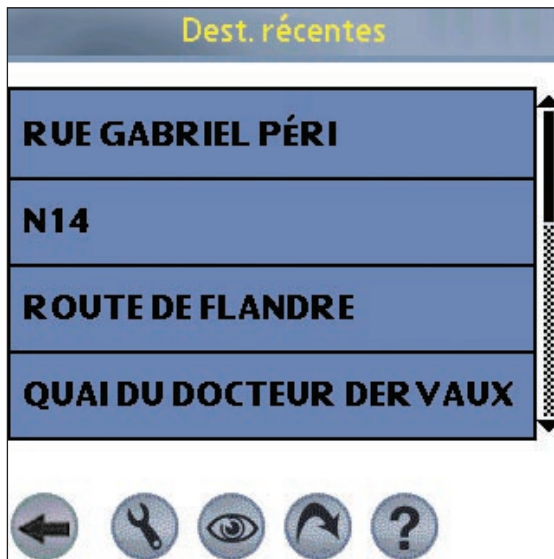 Dest. récentes
RUE GABRIEL PÉRI
N14
ROUTE DE FLANDRE
QUAI DU DOCTEUR DERVAUX
?